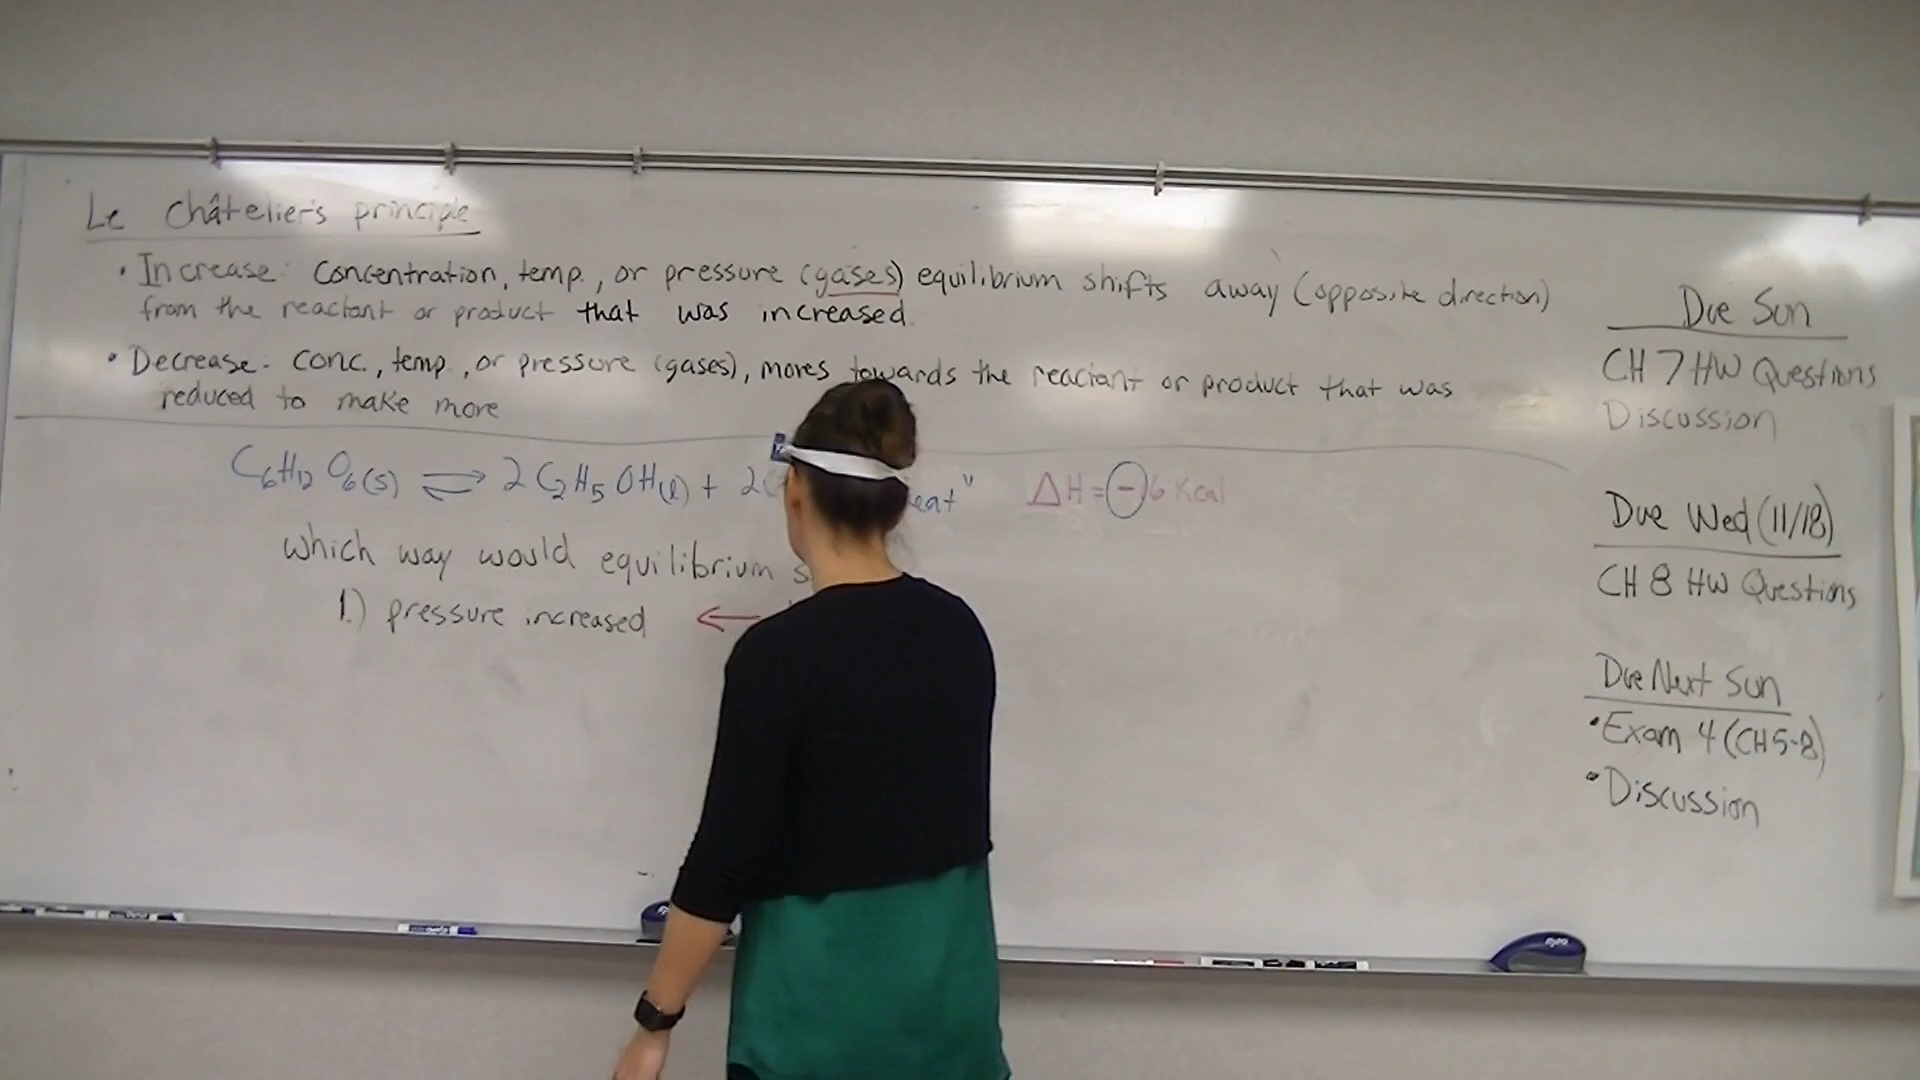 Le Châtelier's principle
• Increase: Concentration, temp., or pressure (gases) equilibrium shifts away (opposite direction)
from the reactant or product that was increased.
• Decrease - conc., temp, or pressure (gases), moves towards the reactant or product that was
reduced to make more
C6H12O6(s) ⇌ 2 C2H5OH(l) + 2 eat" ΔH = -6 Kcal
which way would equilibrium s
1.) pressure increased ←
Due Sun
CH 7 HW Questions
Discussion
Due Wed (11/18)
CH 8 HW Questions
Due Next Sun
• Exam 4 (CH 5-8)
• Discussion
expo